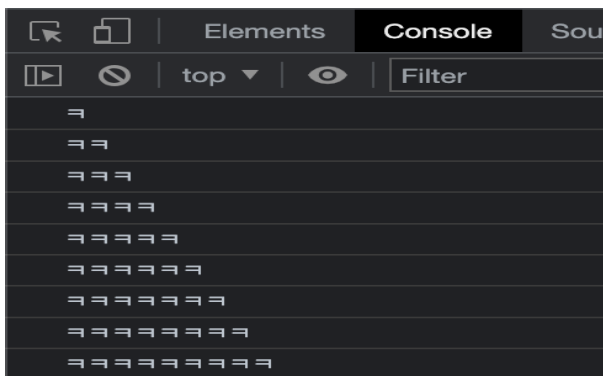 Elements Console Sou
top ▼ Filter
ㅋ
ㅋㅋ
ㅋㅋㅋ
ㅋㅋㅋㅋ
ㅋㅋㅋㅋㅋ
ㅋㅋㅋㅋㅋㅋ
ㅋㅋㅋㅋㅋㅋㅋ
ㅋㅋㅋㅋㅋㅋㅋㅋ
ㅋㅋㅋㅋㅋㅋㅋㅋㅋ